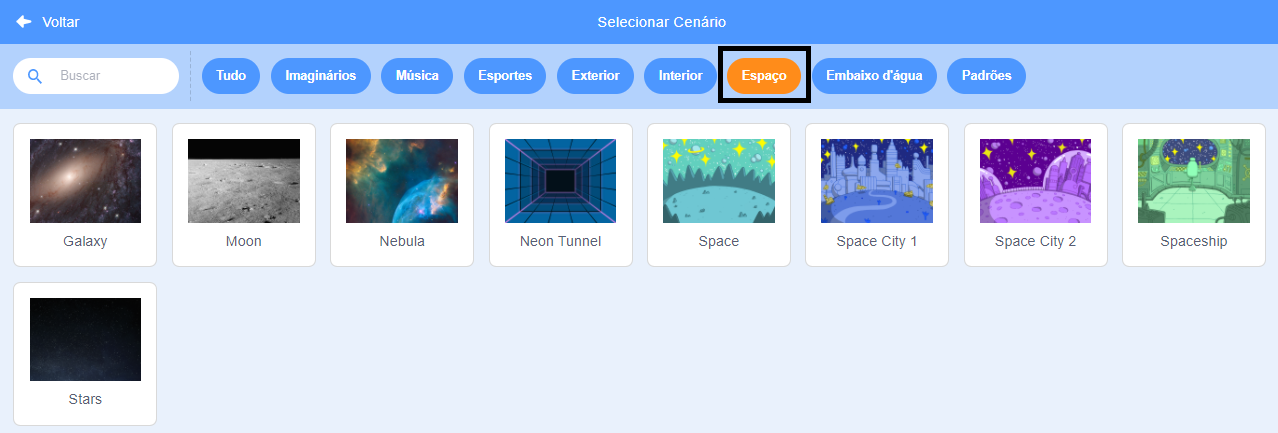 Voltar
Selecionar Cenário
Buscar
Tudo
Imaginários
Música
Esportes
Exterior
Interior
Espaço
Embaixo d'água
Padrões
Galaxy
Moon
Nebula
Neon Tunnel
Space
Space City 1
Space City 2
Spaceship
Stars